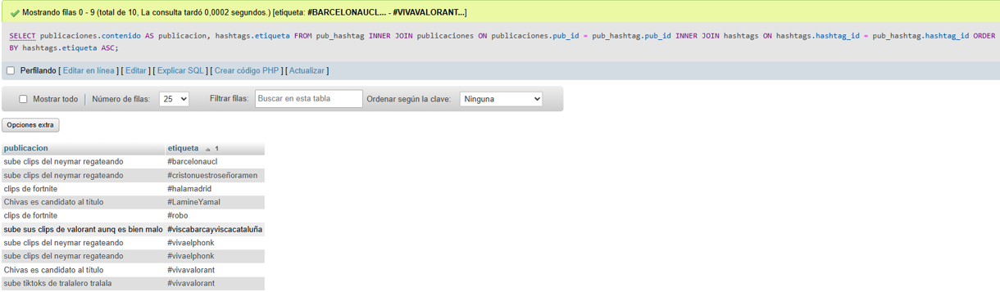 Mostrando filas 0 - 9 (total de 10, La consulta tardó 0,0002 segundos.) [etiqueta: #BARCELONAUCL... - #VIVAVALORANT...]
SELECT publicaciones.contenido AS publicacion, hashtags.etiqueta FROM pub_hashtag INNER JOIN publicaciones ON publicaciones.pub_id = pub_hashtag.pub_id INNER JOIN hashtags ON hashtags.hashtag_id = pub_hashtag.hashtag_id ORDER
BY hashtags.etiqueta ASC;
Perfilando [ Editar en línea ] [ Editar ] [ Explicar SQL ] [ Crear código PHP ] [ Actualizar ]
Mostrar todo | Número de filas: 25 Filtrar filas: Buscar en esta tabla Ordenar según la clave: Ninguna
Opciones extra
publicacion etiqueta 1
sube clips del neymar regateando #barcelonaucl
sube clips del neymar regateando #cristonuestroseñoramen
clips de fortnite #halamadrid
Chivas es candidato al título #LamineYamal
clips de fortnite #robo
sube sus clips de valorant aunq es bien malo #viscabarcayviscacataluña
sube clips del neymar regateando #vivaelphonk
sube clips del neymar regateando #vivaelphonk
Chivas es candidato al título #vivavalorant
sube tiktoks de tralalero tralala #vivavalorant